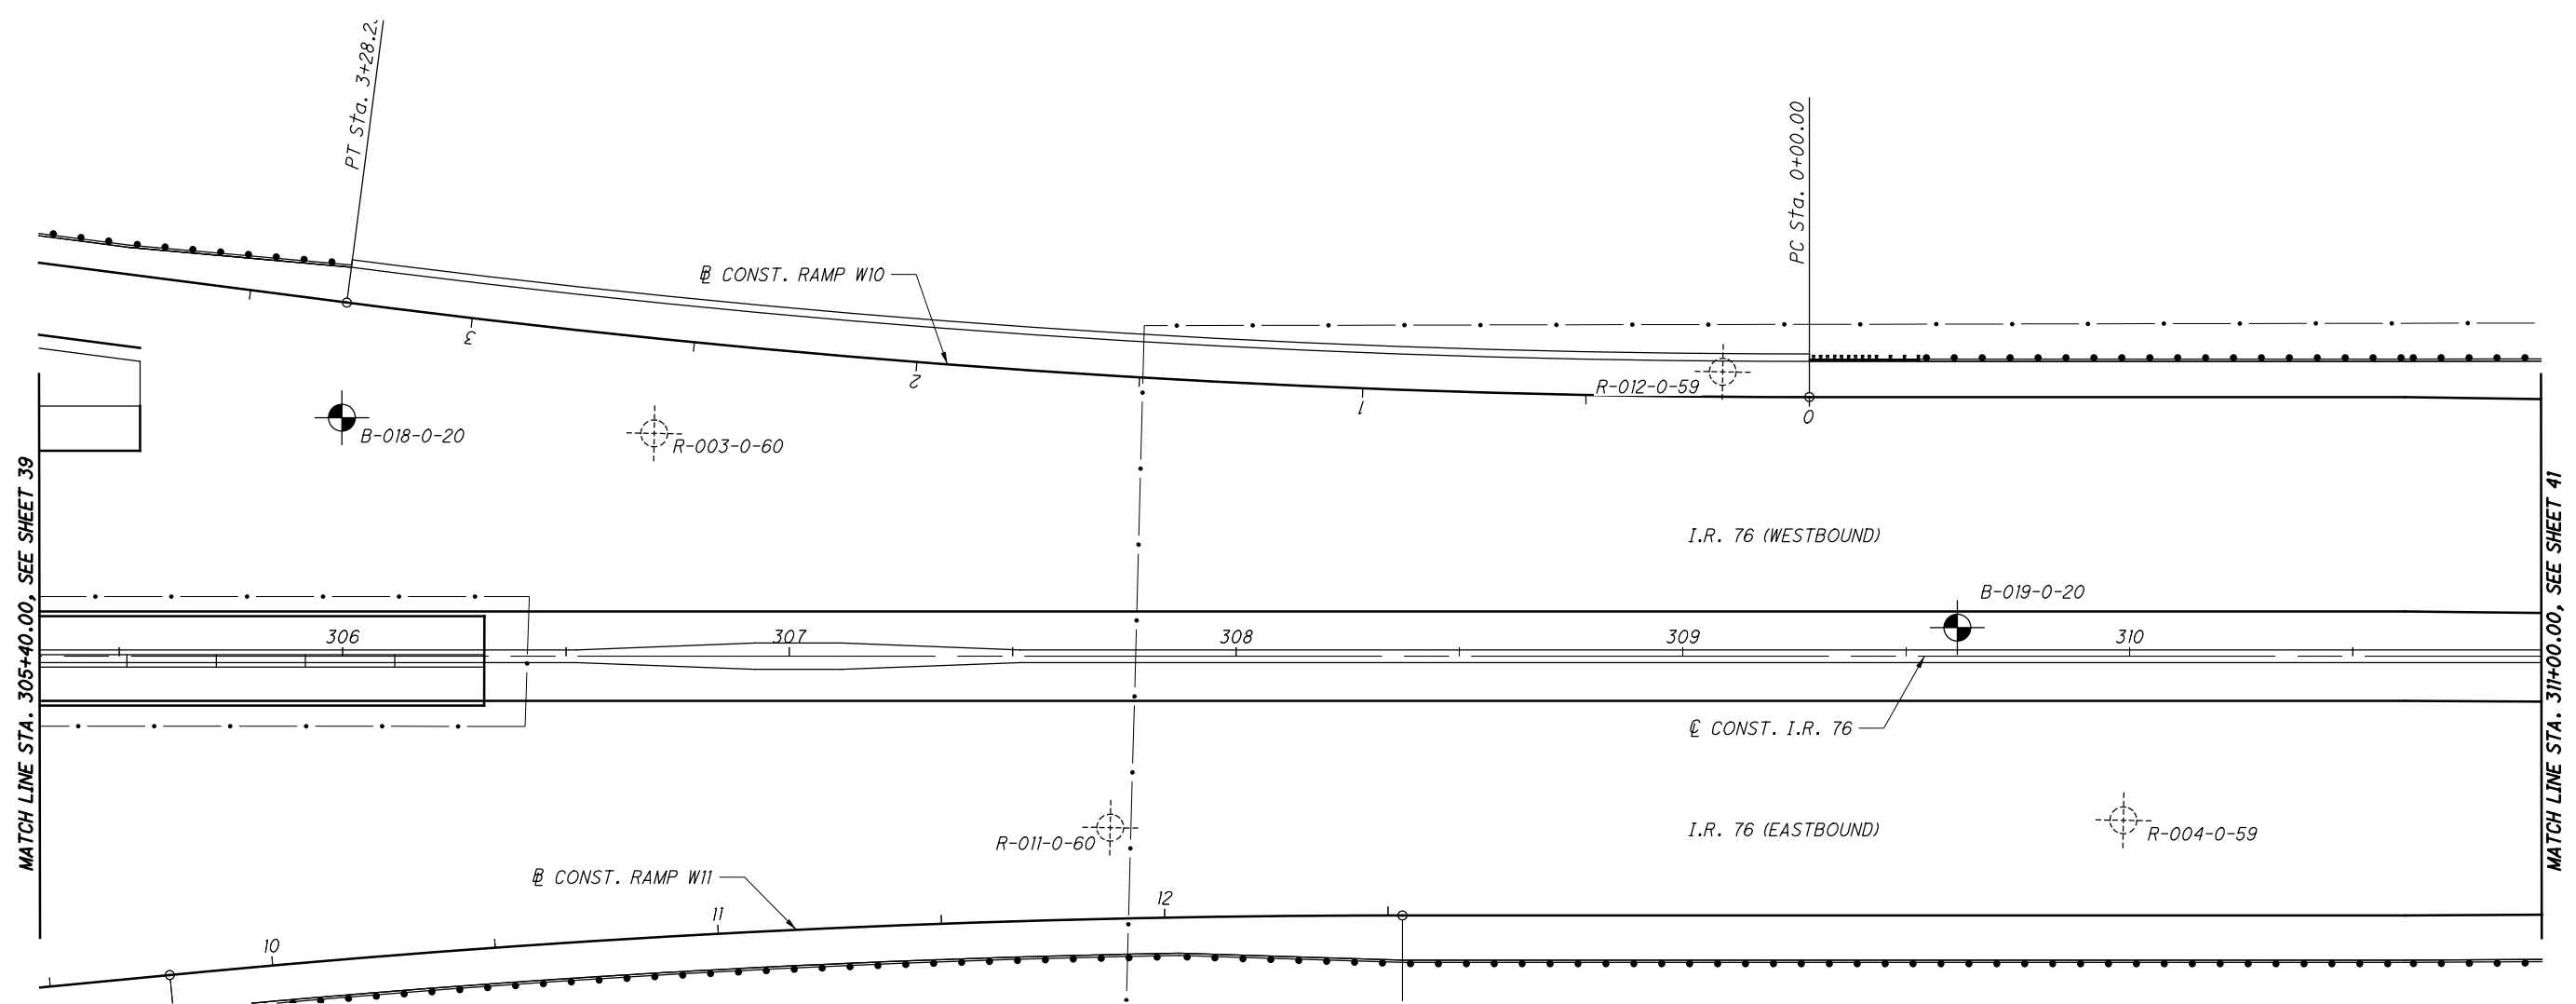 PT Sta. 3+28.2
PC Sta. 0+00.00
BL CONST. RAMP W10
3
2
1
0
R-012-0-59
B-018-0-20
R-003-0-60
MATCH LINE STA. 305+40.00, SEE SHEET 39
MATCH LINE STA. 311+00.00, SEE SHEET 41
I.R. 76 (WESTBOUND)
B-019-0-20
306
307
308
309
310
CL CONST. I.R. 76
R-011-0-60
I.R. 76 (EASTBOUND)
R-004-0-59
BL CONST. RAMP W11
10
11
12